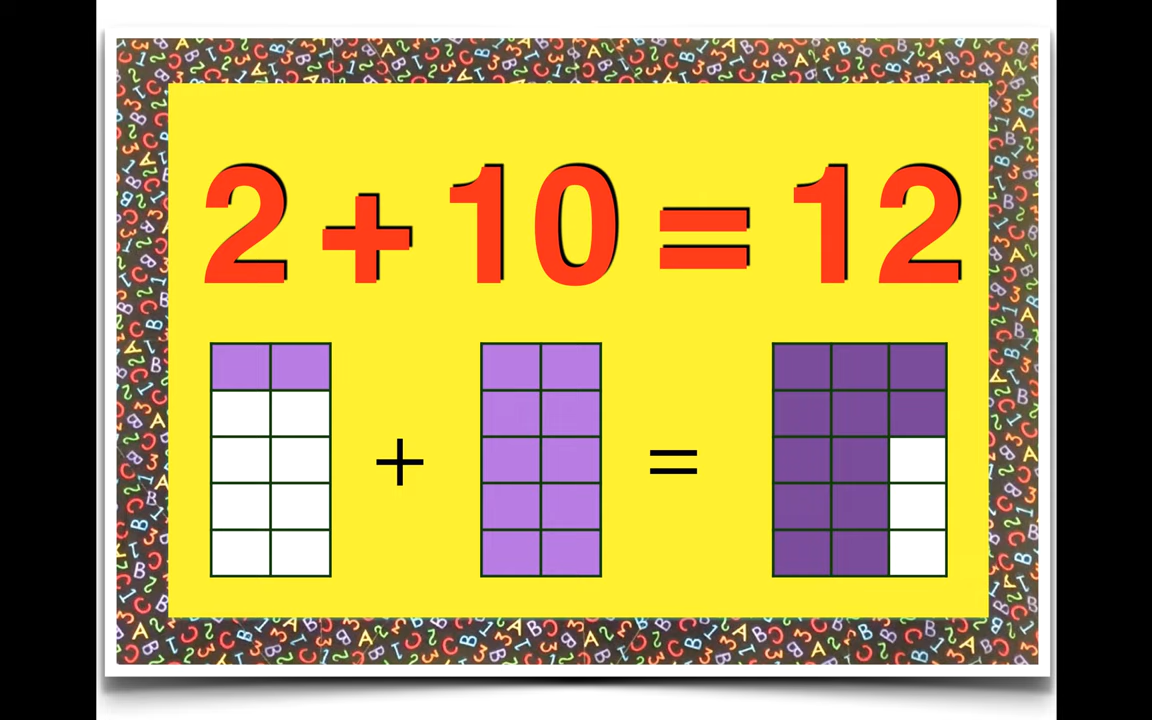 2 + 10 = 12
+ =